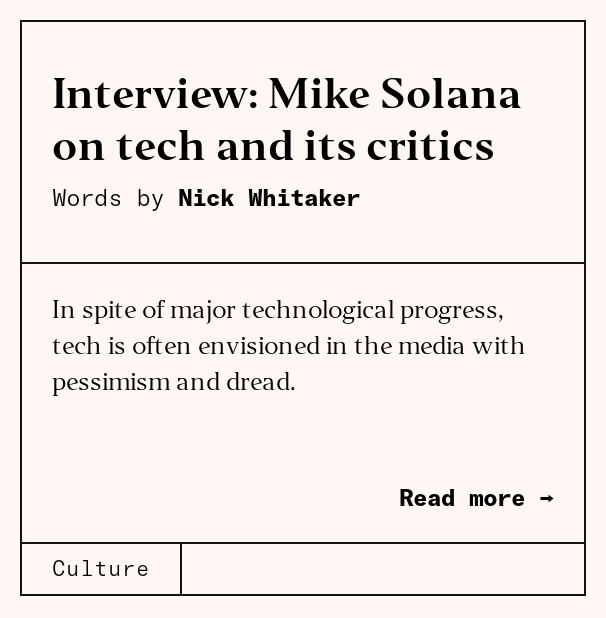 Interview: Mike Solana
on tech and its critics
Words by Nick Whitaker
In spite of major technological progress,
tech is often envisioned in the media with
pessimism and dread.
Read more →
Culture